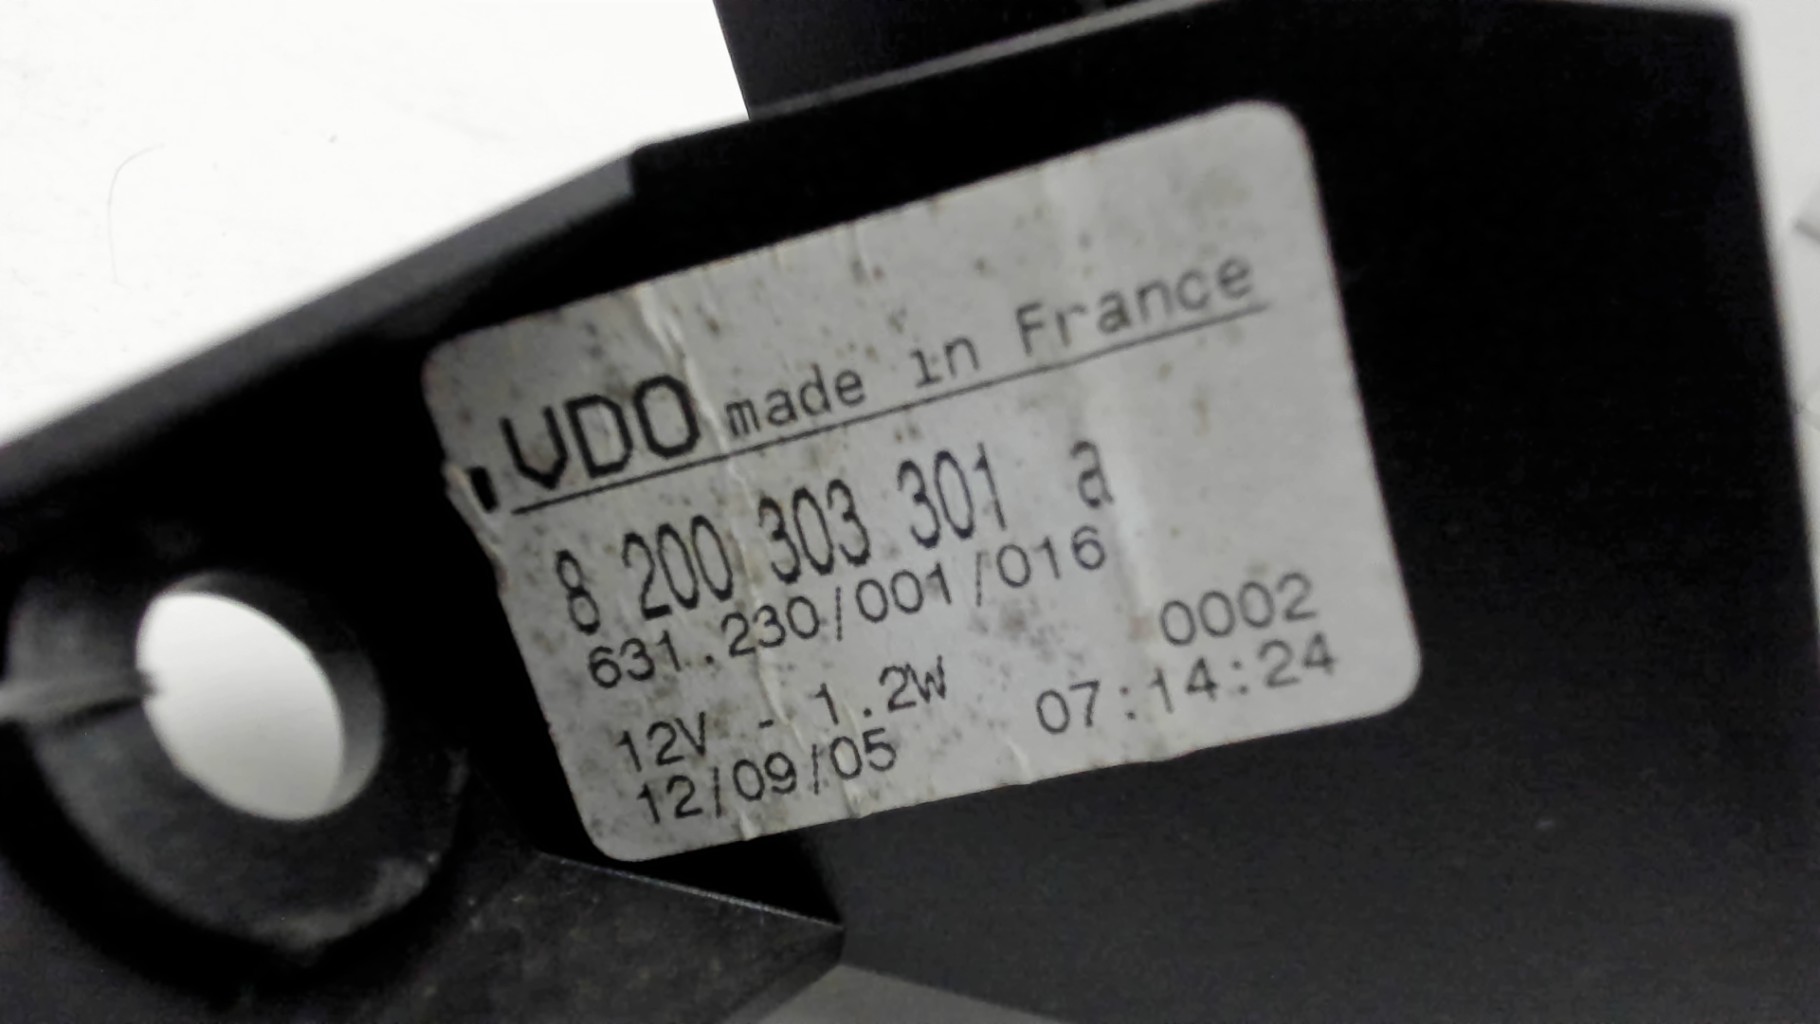 .VDO made in France
8 200 303 301 a
631.230/001/016
0002
12V - 1.2W
12/09/05 07:14:24